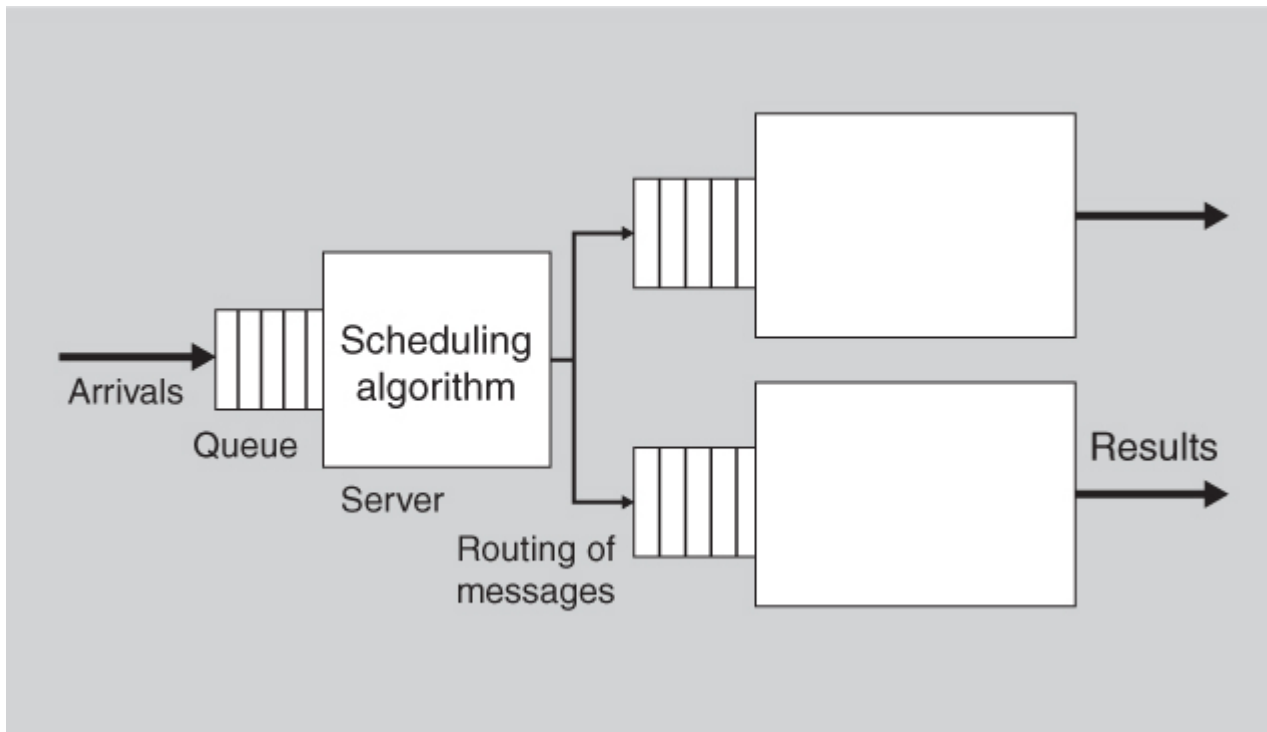 Arrivals
Queue
Scheduling
algorithm
Server
Routing of
messages
Results